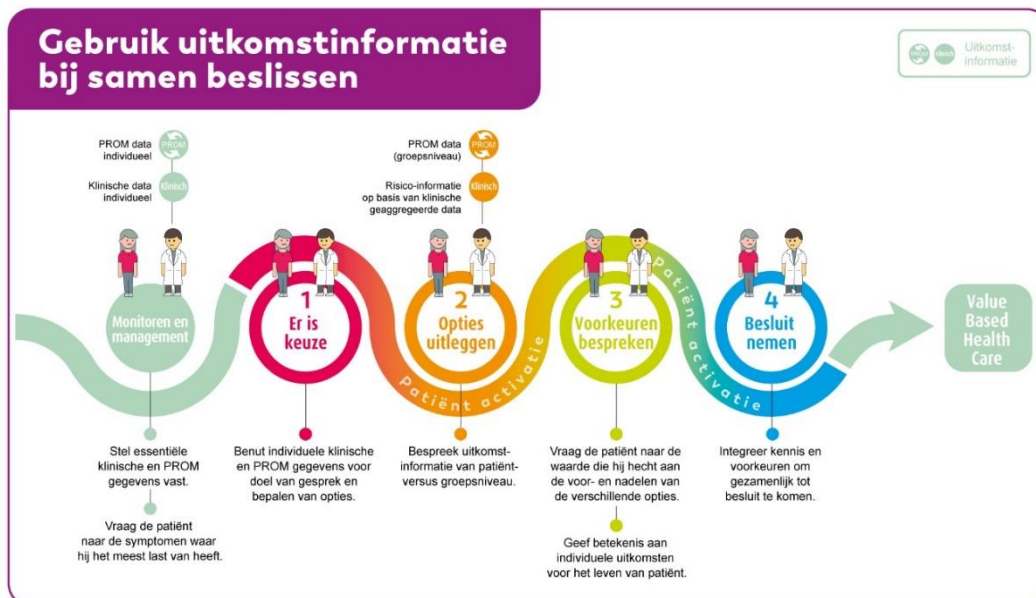 Gebruik uitkomstinformatie
bij samen beslissen
PROM
Klinisch
Uitkomst-
informatie
PROM data
individueel
PROM
Klinische data
individueel
Klinisch
PROM data
(groepsniveau)
PROM
Risico-informatie
op basis van klinische
geaggregeerde data
Klinisch
Monitoren en
management
1
Er is
keuze
Patiënt activatie
2
Opties
uitleggen
3
Voorkeuren
bespreken
Patiënt activatie
4
Besluit
nemen
Value
Based
Health
Care
Stel essentiële
klinische en PROM
gegevens vast.
Vraag de patiënt
naar de symptomen waar
hij het meest last van heeft.
Benut individuele klinische
en PROM gegevens voor
doel van gesprek en
bepalen van opties.
Bespreek uitkomst-
informatie van patiënt-
versus groepsniveau.
Vraag de patiënt naar de
waarde die hij hecht aan
de voor- en nadelen van
de verschillende opties.
Geef betekenis aan
individuele uitkomsten
voor het leven van patiënt.
Integreer kennis en
voorkeuren om
gezamenlijk tot
besluit te komen.